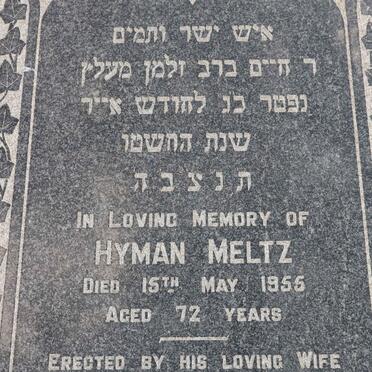 איש ישר ותמים
ר חיים ברב זלמן מעלץ
נפטר כג לחודש אייר
שנת החשטו
ת נ צ ב ה
IN LOVING MEMORY OF
HYMAN MELTZ
DIED 15TH MAY 1955
AGED 72 YEARS
ERECTED BY HIS LOVING WIFE